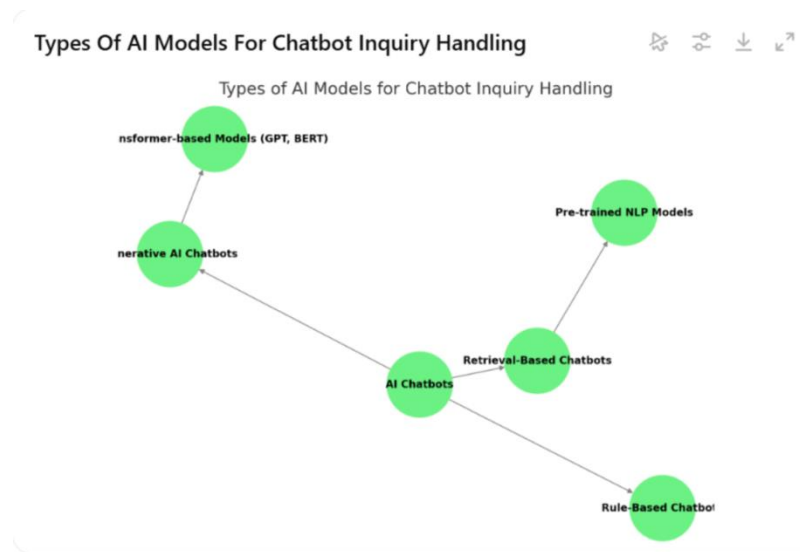 Types Of AI Models For Chatbot Inquiry Handling
Types of AI Models for Chatbot Inquiry Handling
nsformer-based Models (GPT, BERT)
Pre-trained NLP Models
nerative AI Chatbots
Retrieval-Based Chatbots
AI Chatbots
Rule-Based Chatbot